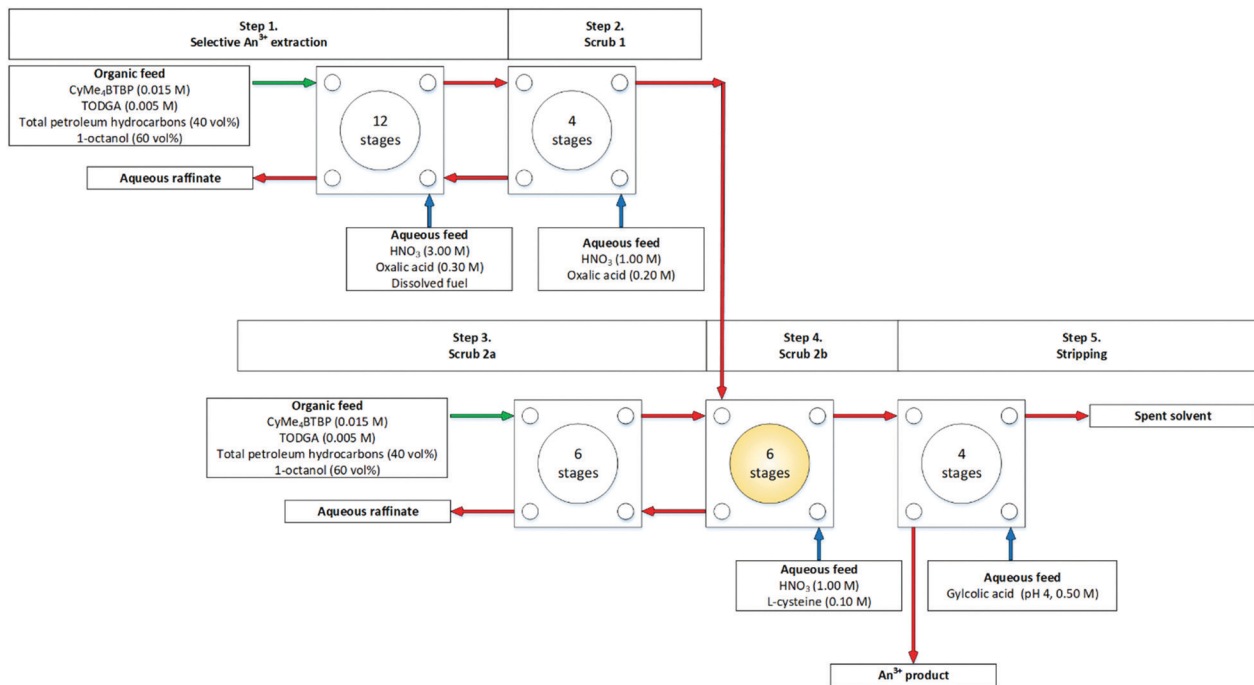 Step 1.
Selective An³⁺ extraction
Step 2.
Scrub 1
Organic feed
CyMe₄BTBP (0.015 M)
TODGA (0.005 M)
Total petroleum hydrocarbons (40 vol%)
1-octanol (60 vol%)
12
stages
4
stages
Aqueous raffinate
Aqueous feed
HNO₃ (3.00 M)
Oxalic acid (0.30 M)
Dissolved fuel
Aqueous feed
HNO₃ (1.00 M)
Oxalic acid (0.20 M)
Step 3.
Scrub 2a
Step 4.
Scrub 2b
Step 5.
Stripping
Organic feed
CyMe₄BTBP (0.015 M)
TODGA (0.005 M)
Total petroleum hydrocarbons (40 vol%)
1-octanol (60 vol%)
6
stages
6
stages
4
stages
Spent solvent
Aqueous raffinate
Aqueous feed
HNO₃ (1.00 M)
L-cysteine (0.10 M)
Aqueous feed
Gylcolic acid (pH 4, 0.50 M)
An³⁺ product